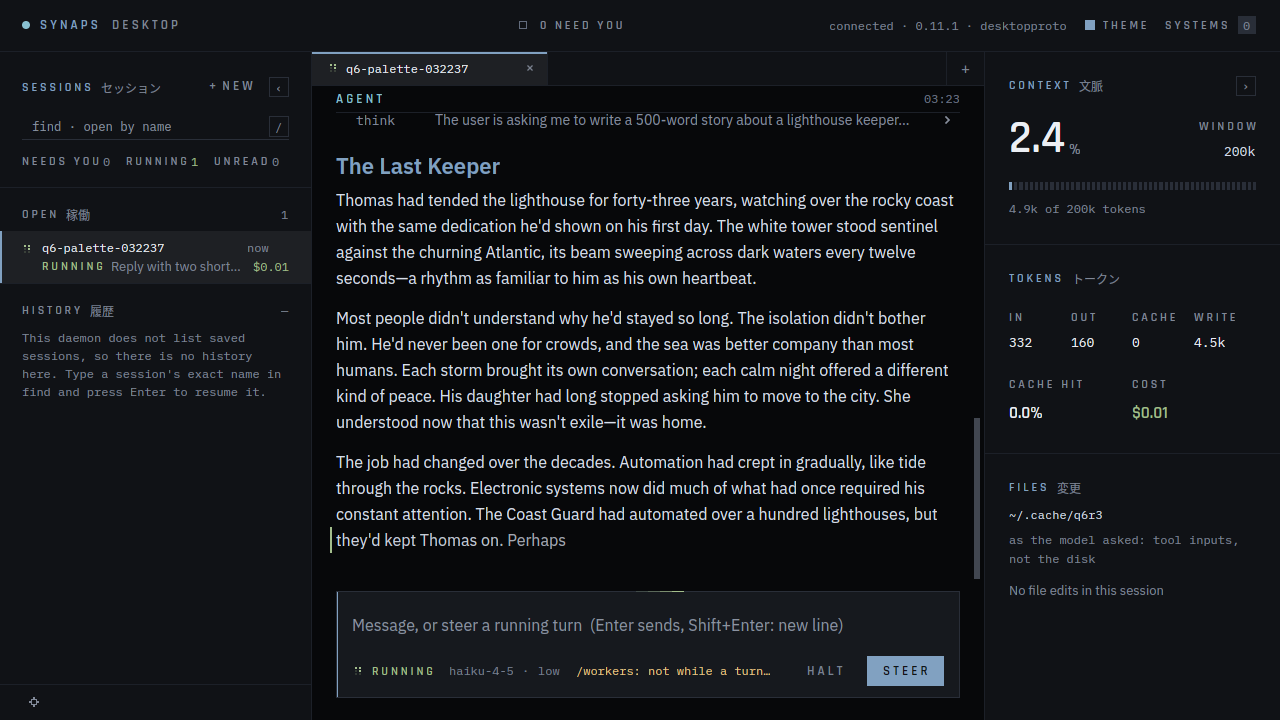 SYNAPS DESKTOP
0 NEED YOU
connected · 0.11.1 · desktopproto
THEME
SYSTEMS 0
SESSIONS セッション
+ NEW
‹
find · open by name
/
NEEDS YOU 0 RUNNING 1 UNREAD 0
OPEN 稼働 1
q6-palette-032237 now
RUNNING Reply with two short… $0.01
HISTORY 履歴 —
This daemon does not list saved
sessions, so there is no history
here. Type a session's exact name in
find and press Enter to resume it.
q6-palette-032237 ×
+
AGENT 03:23
think The user is asking me to write a 500-word story about a lighthouse keeper… ›
The Last Keeper
Thomas had tended the lighthouse for forty-three years, watching over the rocky coast
with the same dedication he'd shown on his first day. The white tower stood sentinel
against the churning Atlantic, its beam sweeping across dark waters every twelve
seconds—a rhythm as familiar to him as his own heartbeat.
Most people didn't understand why he'd stayed so long. The isolation didn't bother
him. He'd never been one for crowds, and the sea was better company than most
humans. Each storm brought its own conversation; each calm night offered a different
kind of peace. His daughter had long stopped asking him to move to the city. She
understood now that this wasn't exile—it was home.
The job had changed over the decades. Automation had crept in gradually, like tide
through the rocks. Electronic systems now did much of what had once required his
constant attention. The Coast Guard had automated over a hundred lighthouses, but
they'd kept Thomas on. Perhaps
Message, or steer a running turn (Enter sends, Shift+Enter: new line)
RUNNING haiku-4-5 · low /workers: not while a turn… HALT STEER
CONTEXT 文脈 ›
2.4 %
WINDOW
200k
4.9k of 200k tokens
TOKENS トークン
IN OUT CACHE WRITE
332 160 0 4.5k
CACHE HIT COST
0.0% $0.01
FILES 変更
~/.cache/q6r3
as the model asked: tool inputs,
not the disk
No file edits in this session